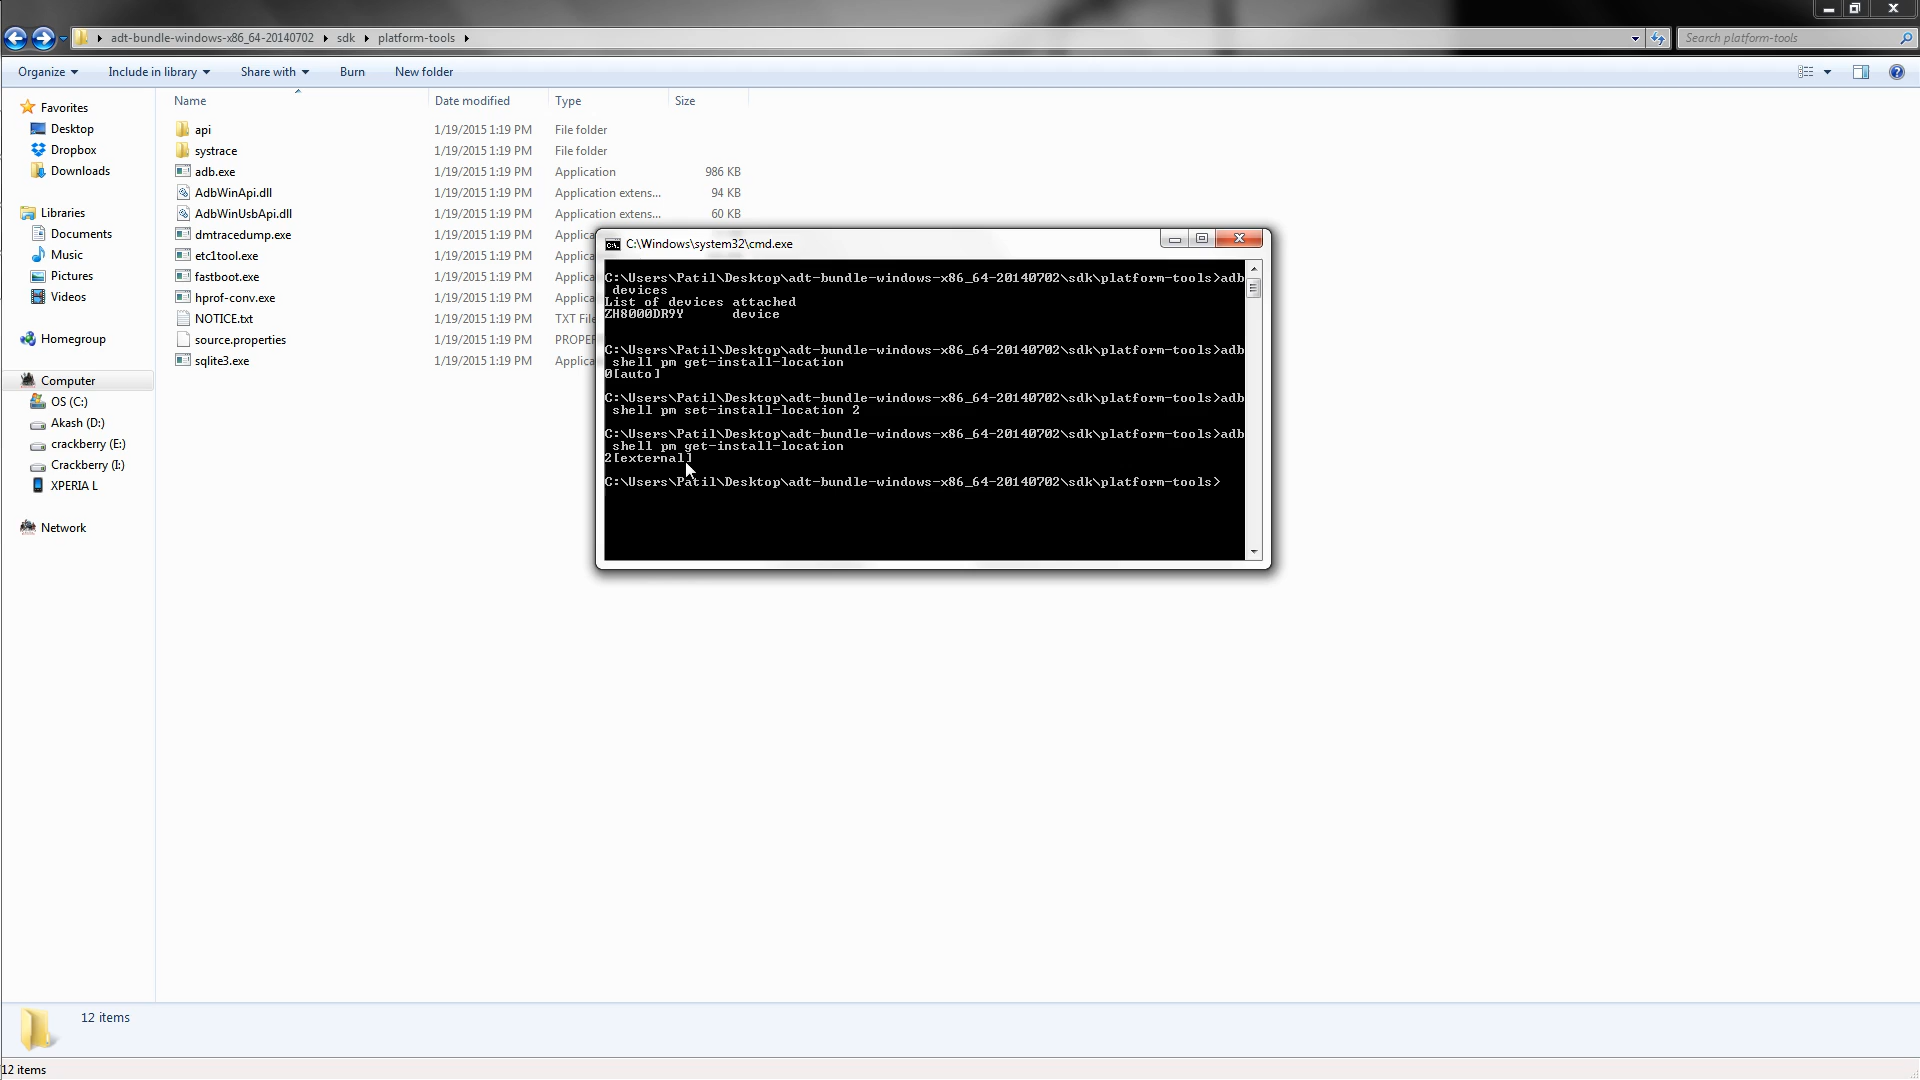 adt-bundle-windows-x86_64-20140702 sdk platform-tools
Search platform-tools
Organize Include in library Share with Burn New folder
Favorites
Desktop
Dropbox
Downloads
Libraries
Documents
Music
Pictures
Videos
Homegroup
Computer
OS (C:)
Akash (D:)
crackberry (E:)
Crackberry (I:)
XPERIA L
Network
Name Date modified Type Size
api 1/19/2015 1:19 PM File folder
systrace 1/19/2015 1:19 PM File folder
adb.exe 1/19/2015 1:19 PM Application 986 KB
AdbWinApi.dll 1/19/2015 1:19 PM Application extens... 94 KB
AdbWinUsbApi.dll 1/19/2015 1:19 PM Application extens... 60 KB
dmtracedump.exe 1/19/2015 1:19 PM Applica
etc1tool.exe 1/19/2015 1:19 PM Applica
fastboot.exe 1/19/2015 1:19 PM Applica
hprof-conv.exe 1/19/2015 1:19 PM Applica
NOTICE.txt 1/19/2015 1:19 PM TXT File
source.properties 1/19/2015 1:19 PM PROPE
sqlite3.exe 1/19/2015 1:19 PM Applica
C:\Windows\system32\cmd.exe
C:\Users\Patil\Desktop\adt-bundle-windows-x86_64-20140702\sdk\platform-tools>adb
devices
List of devices attached
ZH8000DR9Y device
C:\Users\Patil\Desktop\adt-bundle-windows-x86_64-20140702\sdk\platform-tools>adb
shell pm get-install-location
0[auto]
C:\Users\Patil\Desktop\adt-bundle-windows-x86_64-20140702\sdk\platform-tools>adb
shell pm set-install-location 2
C:\Users\Patil\Desktop\adt-bundle-windows-x86_64-20140702\sdk\platform-tools>adb
shell pm get-install-location
2[external]
C:\Users\Patil\Desktop\adt-bundle-windows-x86_64-20140702\sdk\platform-tools>
12 items
12 items